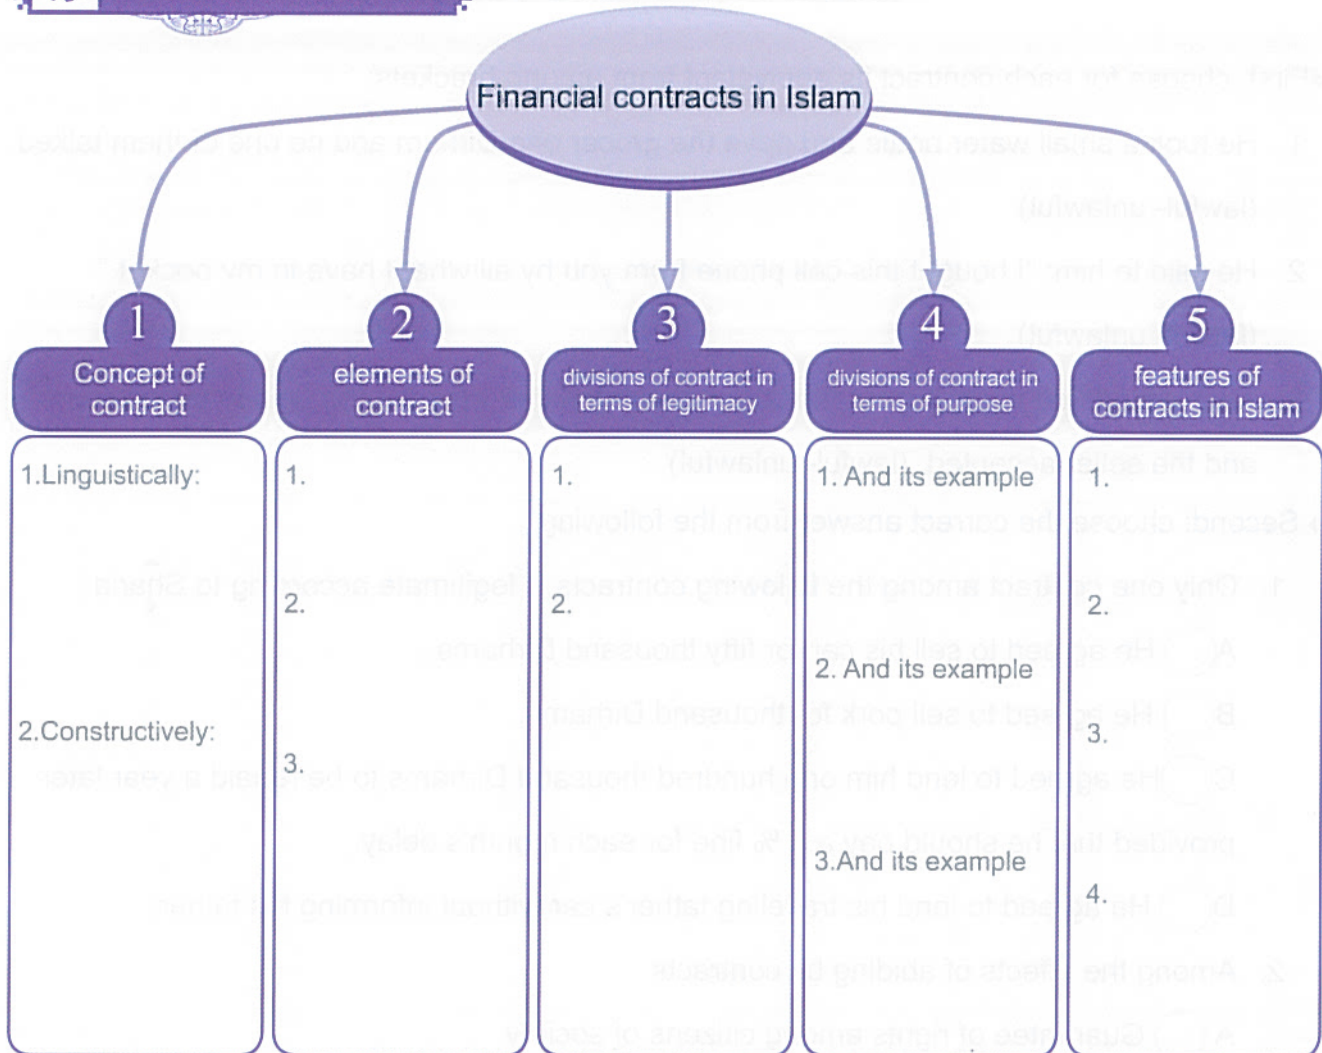 Financial contracts in Islam
1
Concept of
contract
1.Linguistically:
2.Constructively:
2
elements of
contract
1.
2.
3.
3
divisions of contract in
terms of legitimacy
1.
2.
4
divisions of contract in
terms of purpose
1. And its example
2. And its example
3.And its example
5
features of
contracts in Islam
1.
2.
3.
4.